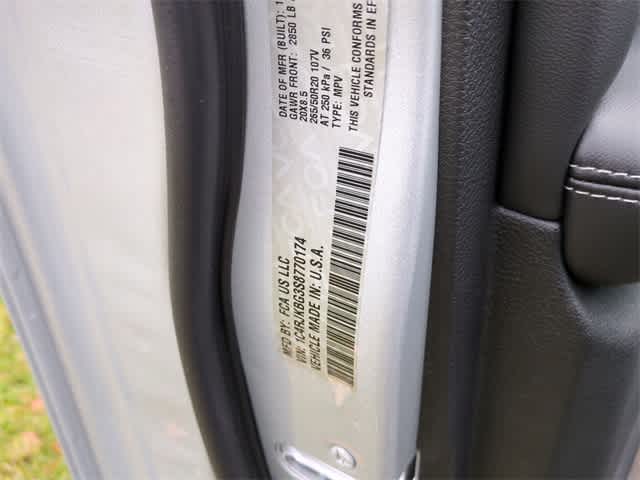 DATE OF MFR (BUILT):
GAWR FRONT: 2850 LB
20X8.5
265/50R20 107V
AT 250 kPa / 36 PSI
TYPE: MPV
THIS VEHICLE CONFORMS
STANDARDS IN EF
MFD BY: FCA US LLC
VIN: 1C4RJKBG3S8770174
VEHICLE MADE IN: U.S.A.